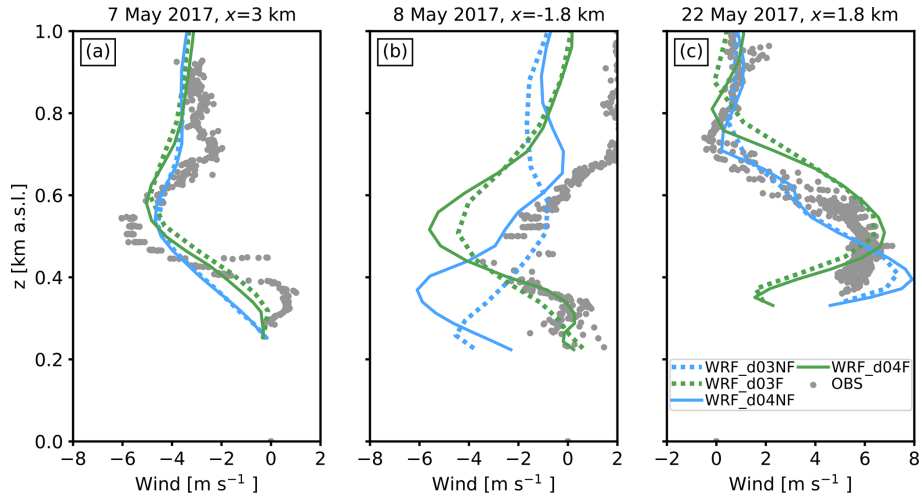 7 May 2017, x=3 km
8 May 2017, x=-1.8 km
22 May 2017, x=1.8 km
(a)
(b)
(c)
1.0
0.8
0.6
0.4
0.2
0.0
z [km a.s.l.]
WRF_d03NF
WRF_d03F
WRF_d04NF
WRF_d04F
OBS
−8 −6 −4 −2 0 2
−8 −6 −4 −2 0 2
−2 0 2 4 6 8
Wind [m s⁻¹ ]
Wind [m s⁻¹ ]
Wind [m s⁻¹ ]